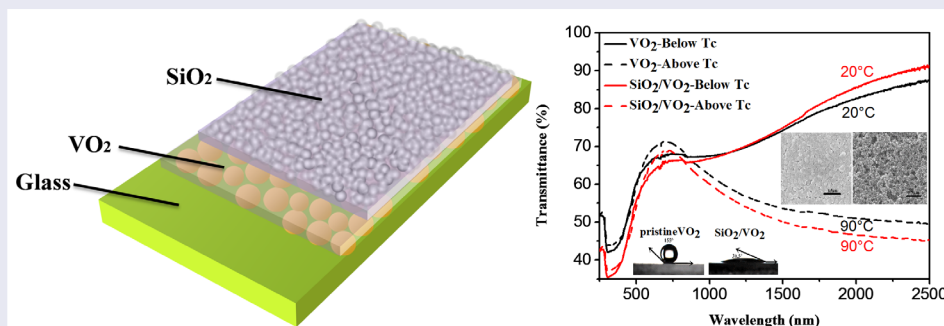 SiO₂
VO₂
Glass
100
90
80
70
60
50
40
Transmittance (%)
VO₂-Below Tc
VO₂-Above Tc
SiO₂/VO₂-Below Tc
SiO₂/VO₂-Above Tc
20°C
20°C
90°C
90°C
pristineVO₂
SiO₂/VO₂
500
1000
1500
2000
2500
Wavelength (nm)